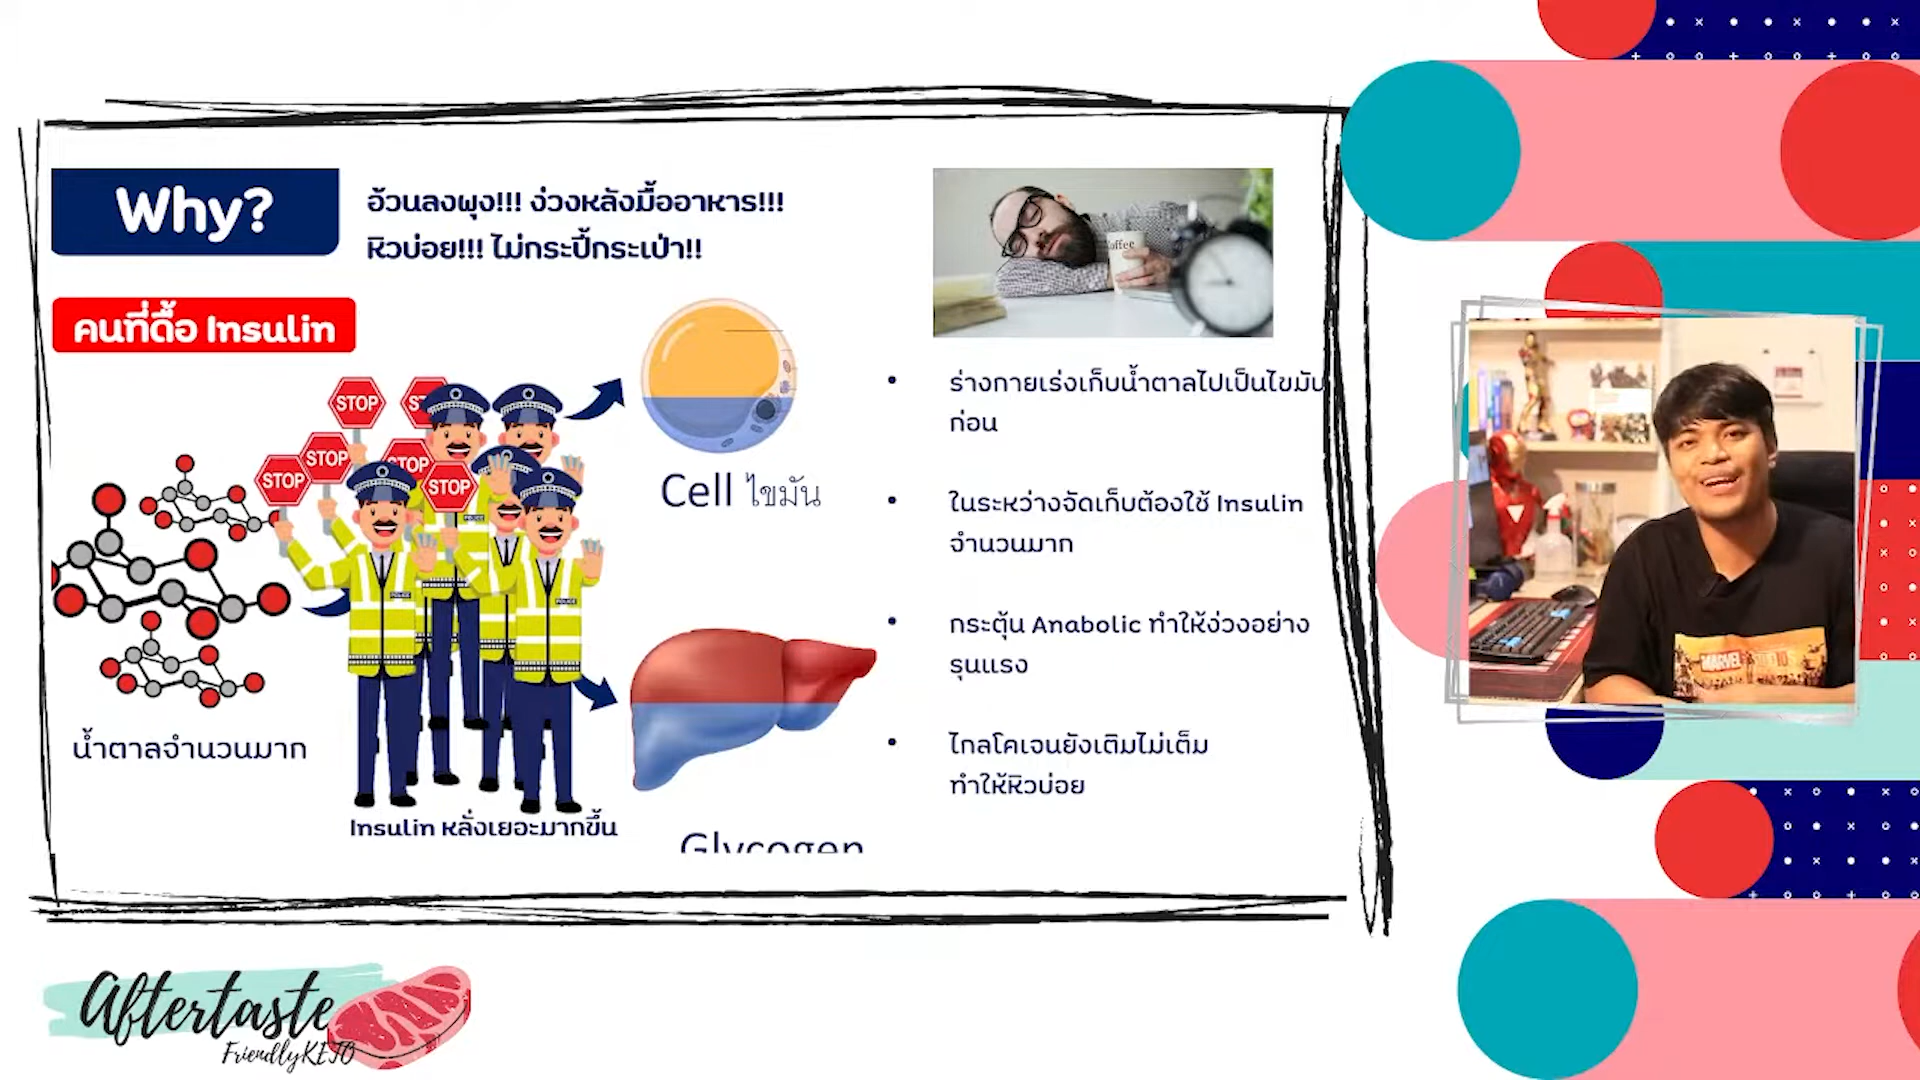 Why?
อ้วนลงพุง!!! ง่วงหลังมื้ออาหาร!!!
หิวบ่อย!!! ไม่กระปี้กระเป่า!!
คนที่ดื้อ Insulin
STOP
STOP
STOP
STOP
STOP
POLICE
POLICE
POLICE
น้ำตาลจำนวนมาก
Insulin หลั่งเยอะมากขึ้น
Cell ไขมัน
Glycogen
coffee
ร่างกายเร่งเก็บน้ำตาลไปเป็นไขมัน
ก่อน
ในระหว่างจัดเก็บต้องใช้ Insulin
จำนวนมาก
กระตุ้น Anabolic ทำให้ง่วงอย่าง
รุนแรง
ไกลโคเจนยังเติมไม่เต็ม
ทำให้หิวบ่อย
MARVEL
Aftertaste
FriendlyKETO